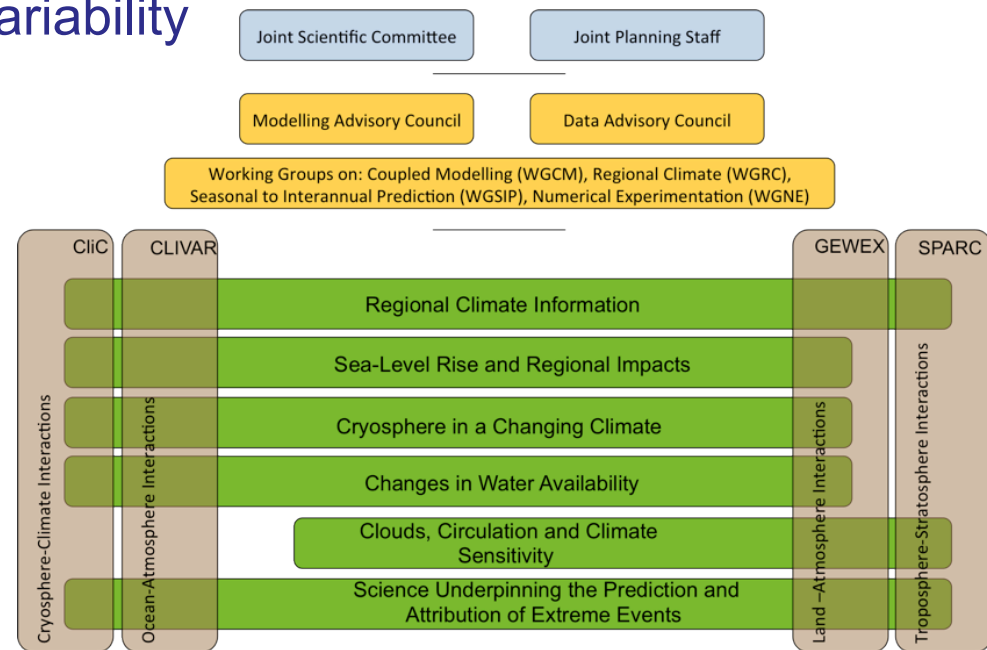 ariability
Joint Scientific Committee
Joint Planning Staff
Modelling Advisory Council
Data Advisory Council
Working Groups on: Coupled Modelling (WGCM), Regional Climate (WGRC),
Seasonal to Interannual Prediction (WGSIP), Numerical Experimentation (WGNE)
CliC
CLIVAR
GEWEX
SPARC
Regional Climate Information
Sea-Level Rise and Regional Impacts
Cryosphere in a Changing Climate
Changes in Water Availability
Clouds, Circulation and Climate
Sensitivity
Science Underpinning the Prediction and
Attribution of Extreme Events
Cryosphere-Climate Interactions
Ocean-Atmosphere Interactions
Land –Atmosphere Interactions
Troposphere-Stratosphere Interactions